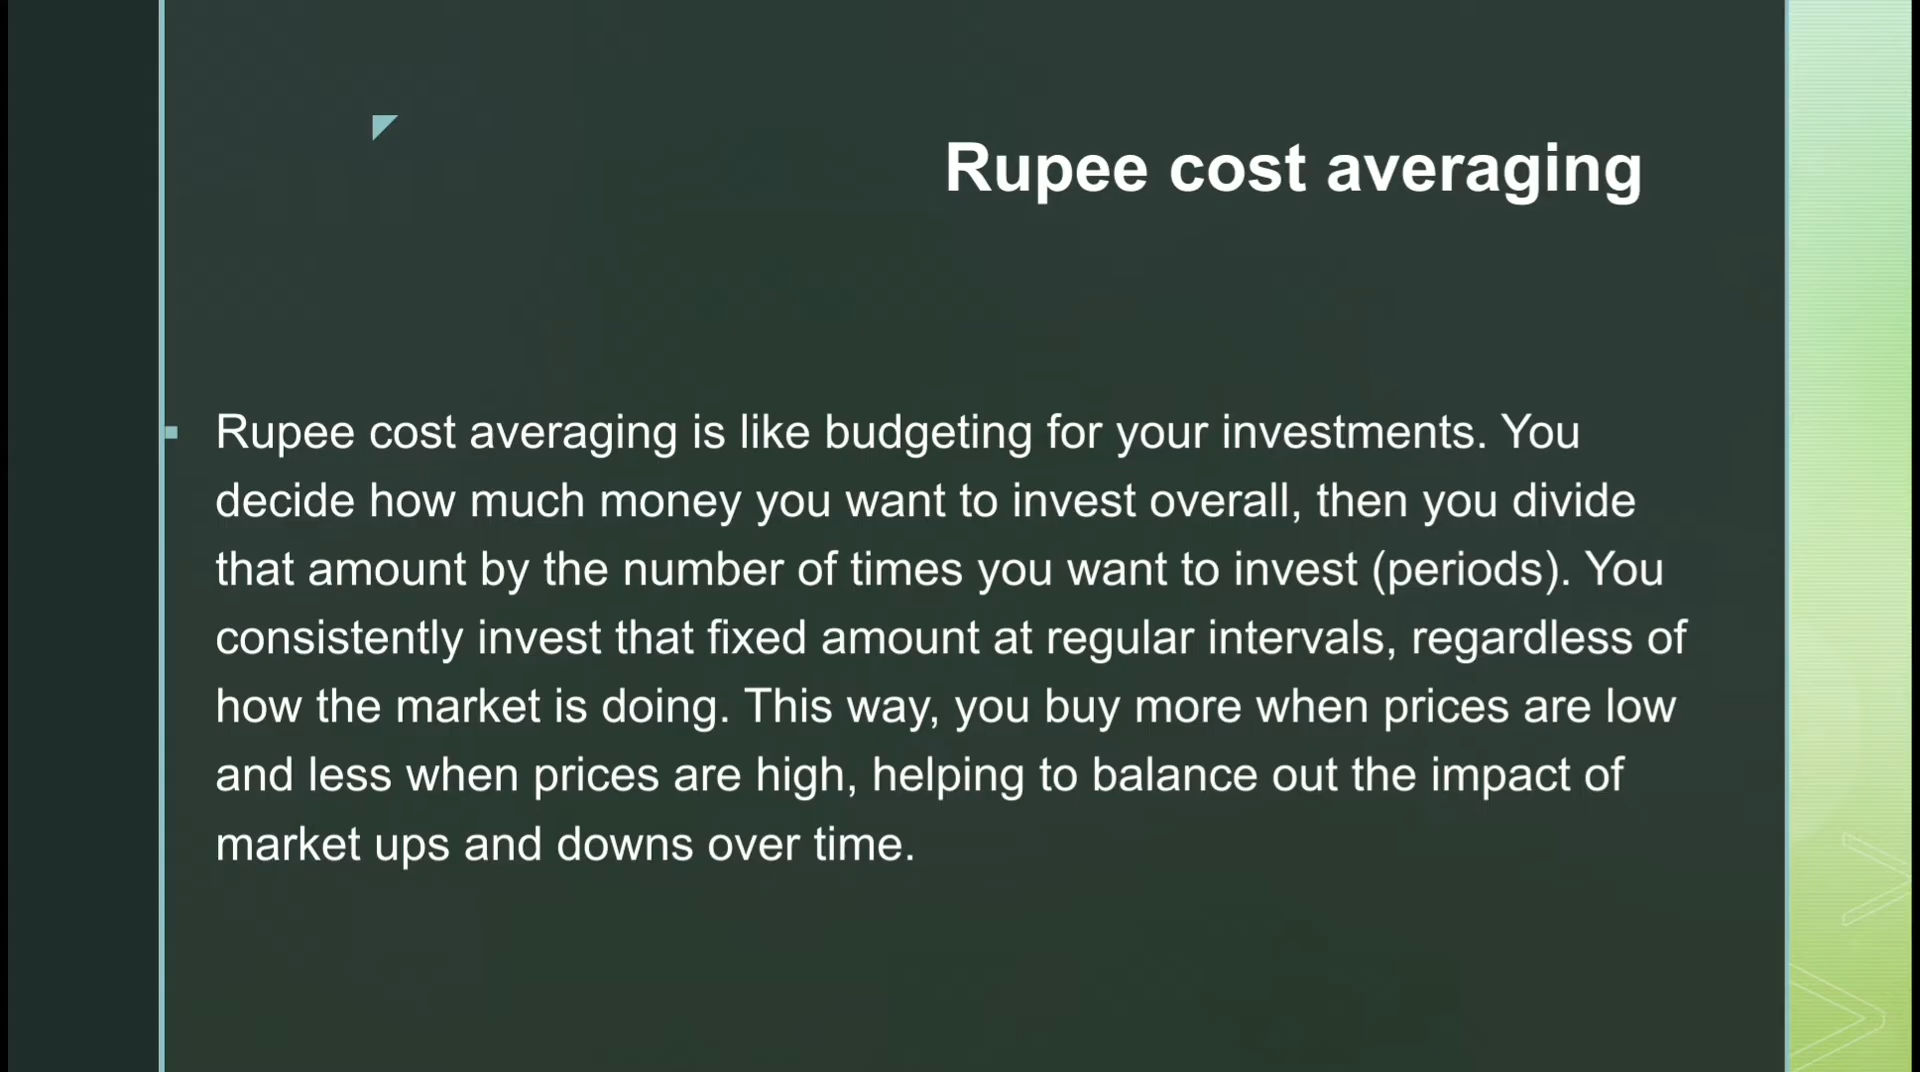 Rupee cost averaging
Rupee cost averaging is like budgeting for your investments. You
decide how much money you want to invest overall, then you divide
that amount by the number of times you want to invest (periods). You
consistently invest that fixed amount at regular intervals, regardless of
how the market is doing. This way, you buy more when prices are low
and less when prices are high, helping to balance out the impact of
market ups and downs over time.